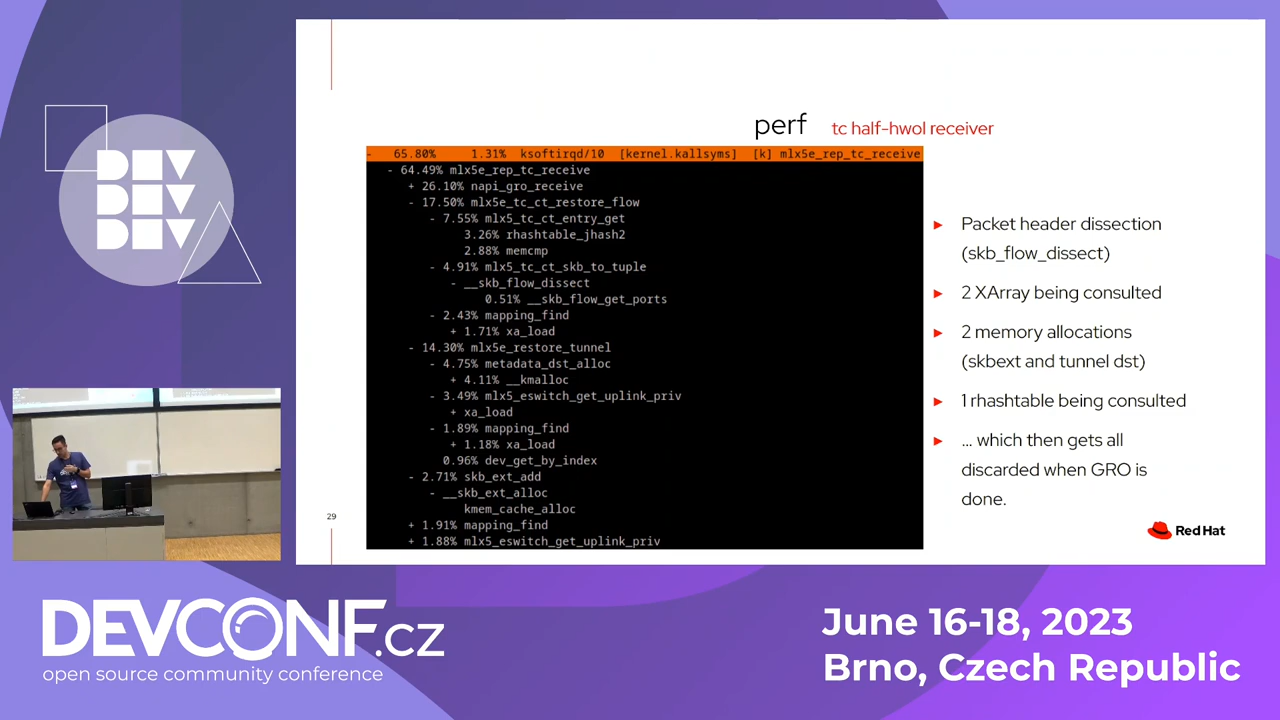 DEV
DEV
DEV
perf tc half-hwol receiver
- 65.80% 1.31% ksoftirqd/10 [kernel.kallsyms] [k] mlx5e_rep_tc_receive
- 64.49% mlx5e_rep_tc_receive
+ 26.10% napi_gro_receive
- 17.50% mlx5e_tc_ct_restore_flow
- 7.55% mlx5_tc_ct_entry_get
3.26% rhashtable_jhash2
2.88% memcmp
- 4.91% mlx5_tc_ct_skb_to_tuple
- __skb_flow_dissect
0.51% __skb_flow_get_ports
- 2.43% mapping_find
+ 1.71% xa_load
- 14.30% mlx5e_restore_tunnel
- 4.75% metadata_dst_alloc
+ 4.11% __kmalloc
- 3.49% mlx5_eswitch_get_uplink_priv
+ xa_load
- 1.89% mapping_find
+ 1.18% xa_load
0.96% dev_get_by_index
- 2.71% skb_ext_add
- __skb_ext_alloc
kmem_cache_alloc
+ 1.91% mapping_find
+ 1.88% mlx5_eswitch_get_uplink_priv
► Packet header dissection
(skb_flow_dissect)
► 2 XArray being consulted
► 2 memory allocations
(skbext and tunnel dst)
► 1 rhashtable being consulted
► … which then gets all
discarded when GRO is
done.
29
Red Hat
DEVCONF.cz
open source community conference
June 16-18, 2023
Brno, Czech Republic